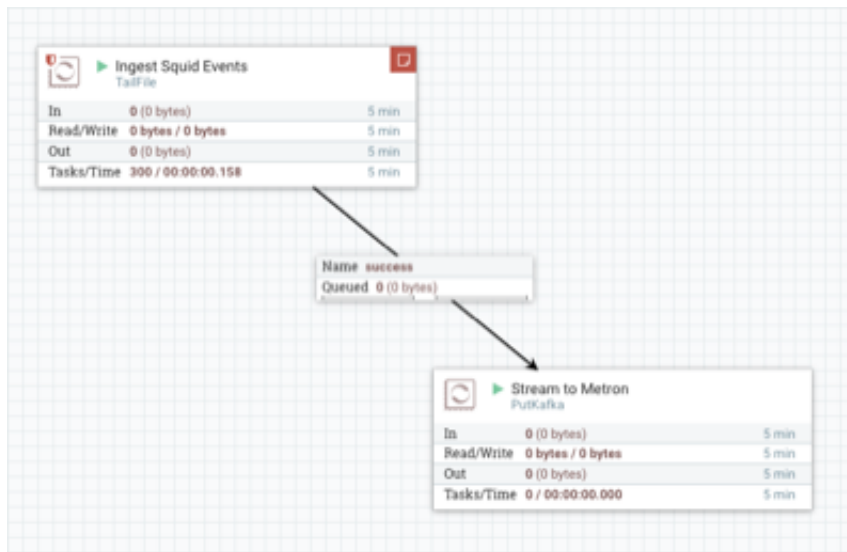 Ingest Squid Events
TailFile
In 0 (0 bytes) 5 min
Read/Write 0 bytes / 0 bytes 5 min
Out 0 (0 bytes) 5 min
Tasks/Time 300 / 00:00:00.158 5 min
Name success
Queued 0 (0 bytes)
Stream to Metron
PutKafka
In 0 (0 bytes) 5 min
Read/Write 0 bytes / 0 bytes 5 min
Out 0 (0 bytes) 5 min
Tasks/Time 0 / 00:00:00.000 5 min